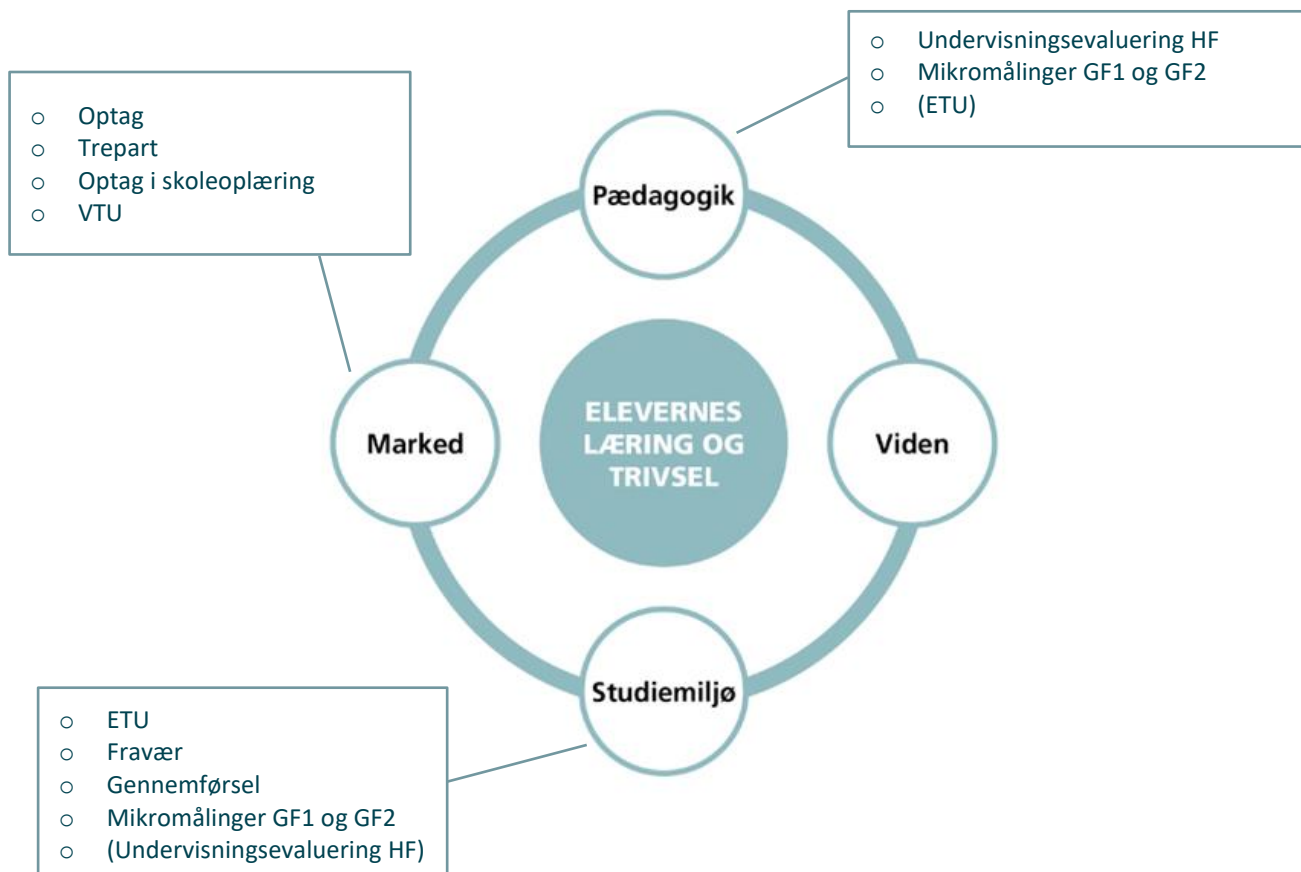 o Undervisningsevaluering HF
o Mikromålinger GF1 og GF2
o (ETU)
o Optag
o Trepart
o Optag i skoleoplæring
o VTU
Pædagogik
Marked
ELEVERNES
LÆRING OG
TRIVSEL
Viden
Studiemiljø
o ETU
o Fravær
o Gennemførsel
o Mikromålinger GF1 og GF2
o (Undervisningsevaluering HF)